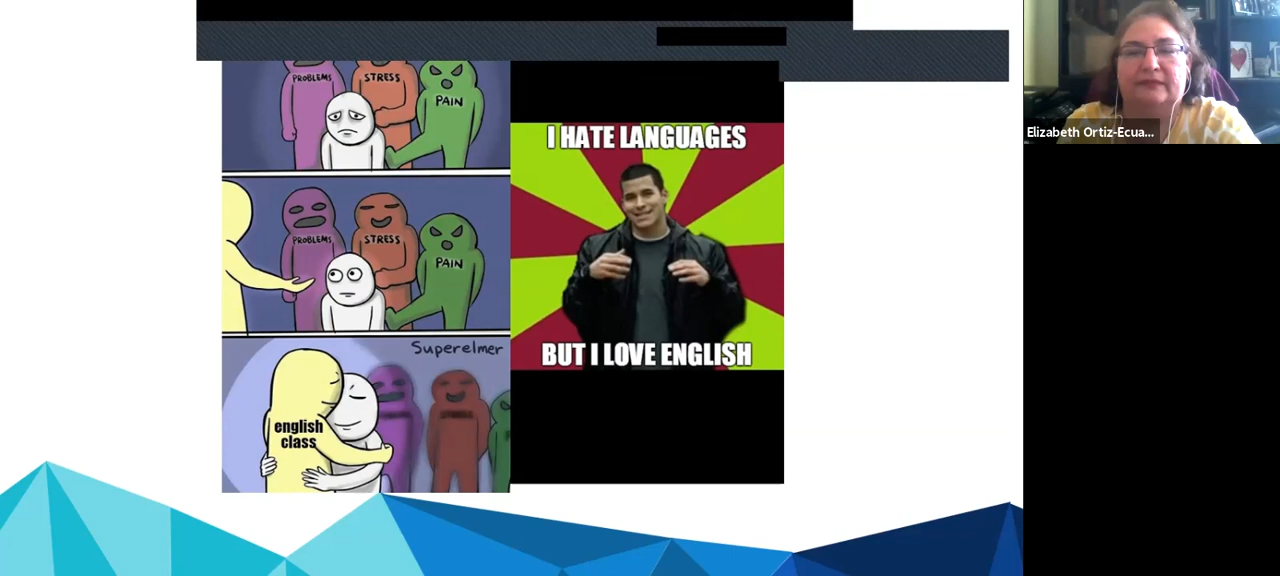 PROBLEMS
STRESS
PAIN
PROBLEMS
STRESS
PAIN
Superelmer
english
class
I HATE LANGUAGES
BUT I LOVE ENGLISH
Elizabeth Ortiz-Ecua...